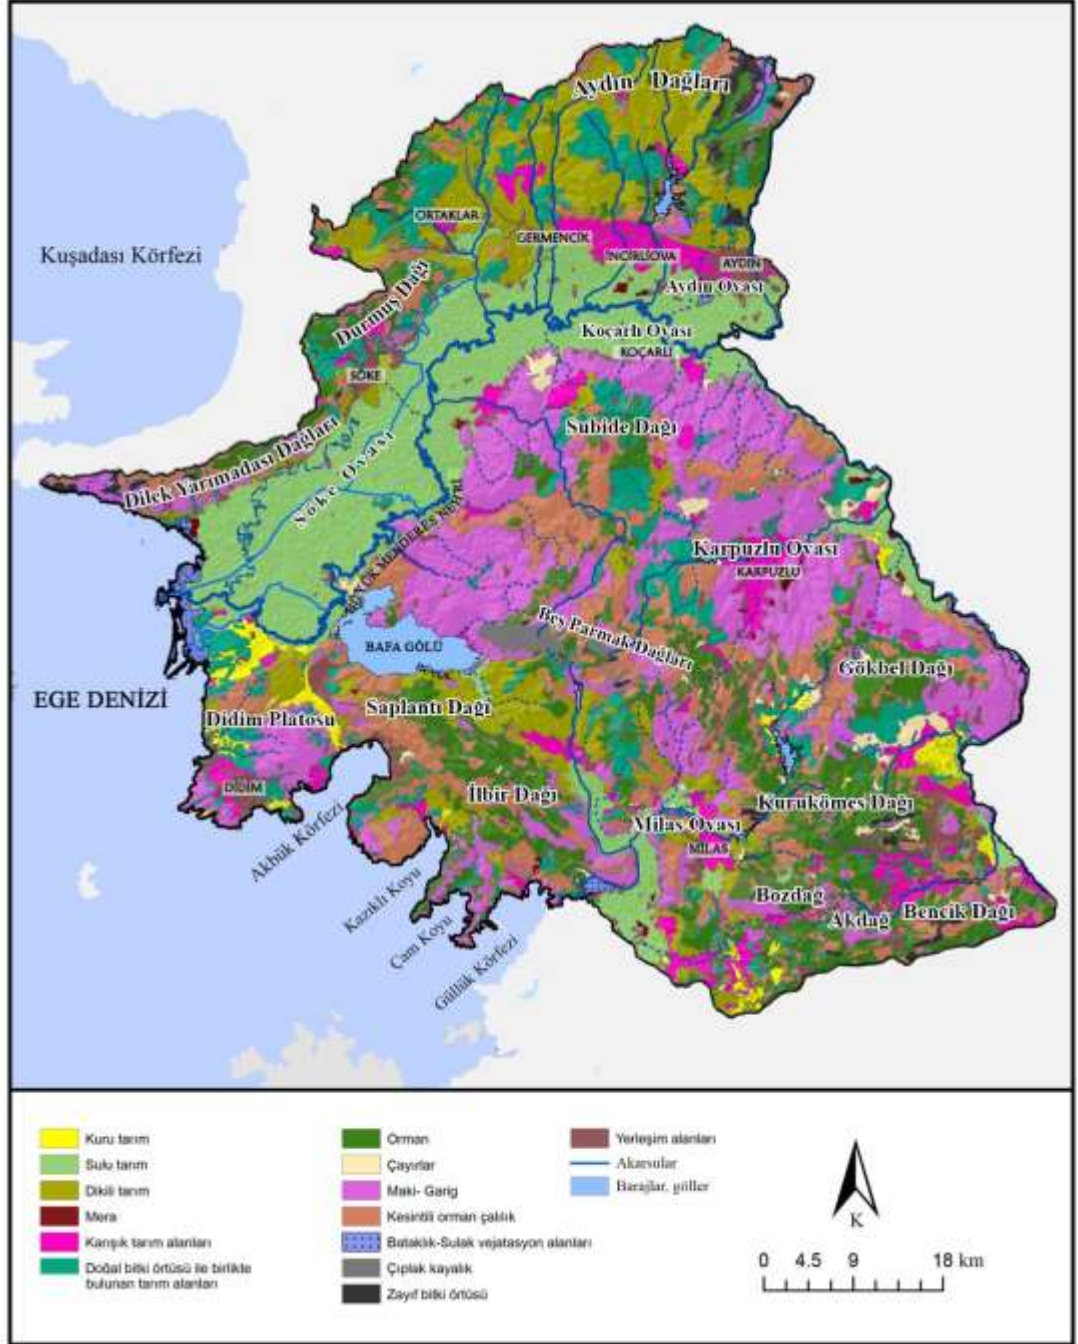 Aydın Dağları
Kuşadası Körfezi
ORTAKLAR
GERMENCİK
İNCİRLİOVA
AYDIN
Aydın Ovası
Durmuş Dağı
Koçarlı Ovası
KOÇARLI
SÖKE
Subide Dağı
Dilek Yarımadası Dağları
Söke Ovası
BÜYÜK MENDERES NEHRİ
Karpuzlu Ovası
KARPUZLU
Beş Parmak Dağları
BAFA GÖLÜ
Gökbel Dağı
EGE DENİZİ
Saplantı Dağı
Didim Platosu
DİDİM
İlbir Dağı
Kurukömes Dağı
Milas Ovası
MİLAS
Akbük Körfezi
Kazıklı Koyu
Çam Koyu
Güllük Körfezi
Bozdağ
Akdağ
Bencik Dağı
Kuru tarım
Sulu tarım
Dikili tarım
Mera
Karışık tarım alanları
Doğal bitki örtüsü ile birlikte
bulunan tarım alanları
Orman
Çayırlar
Maki- Garig
Kesintili orman çalılık
Bataklık-Sulak vejatasyon alanları
Çıplak kayalık
Zayıf bitki örtüsü
Yerleşim alanları
Akarsular
Barajlar, göller
K
0 4.5 9 18 km